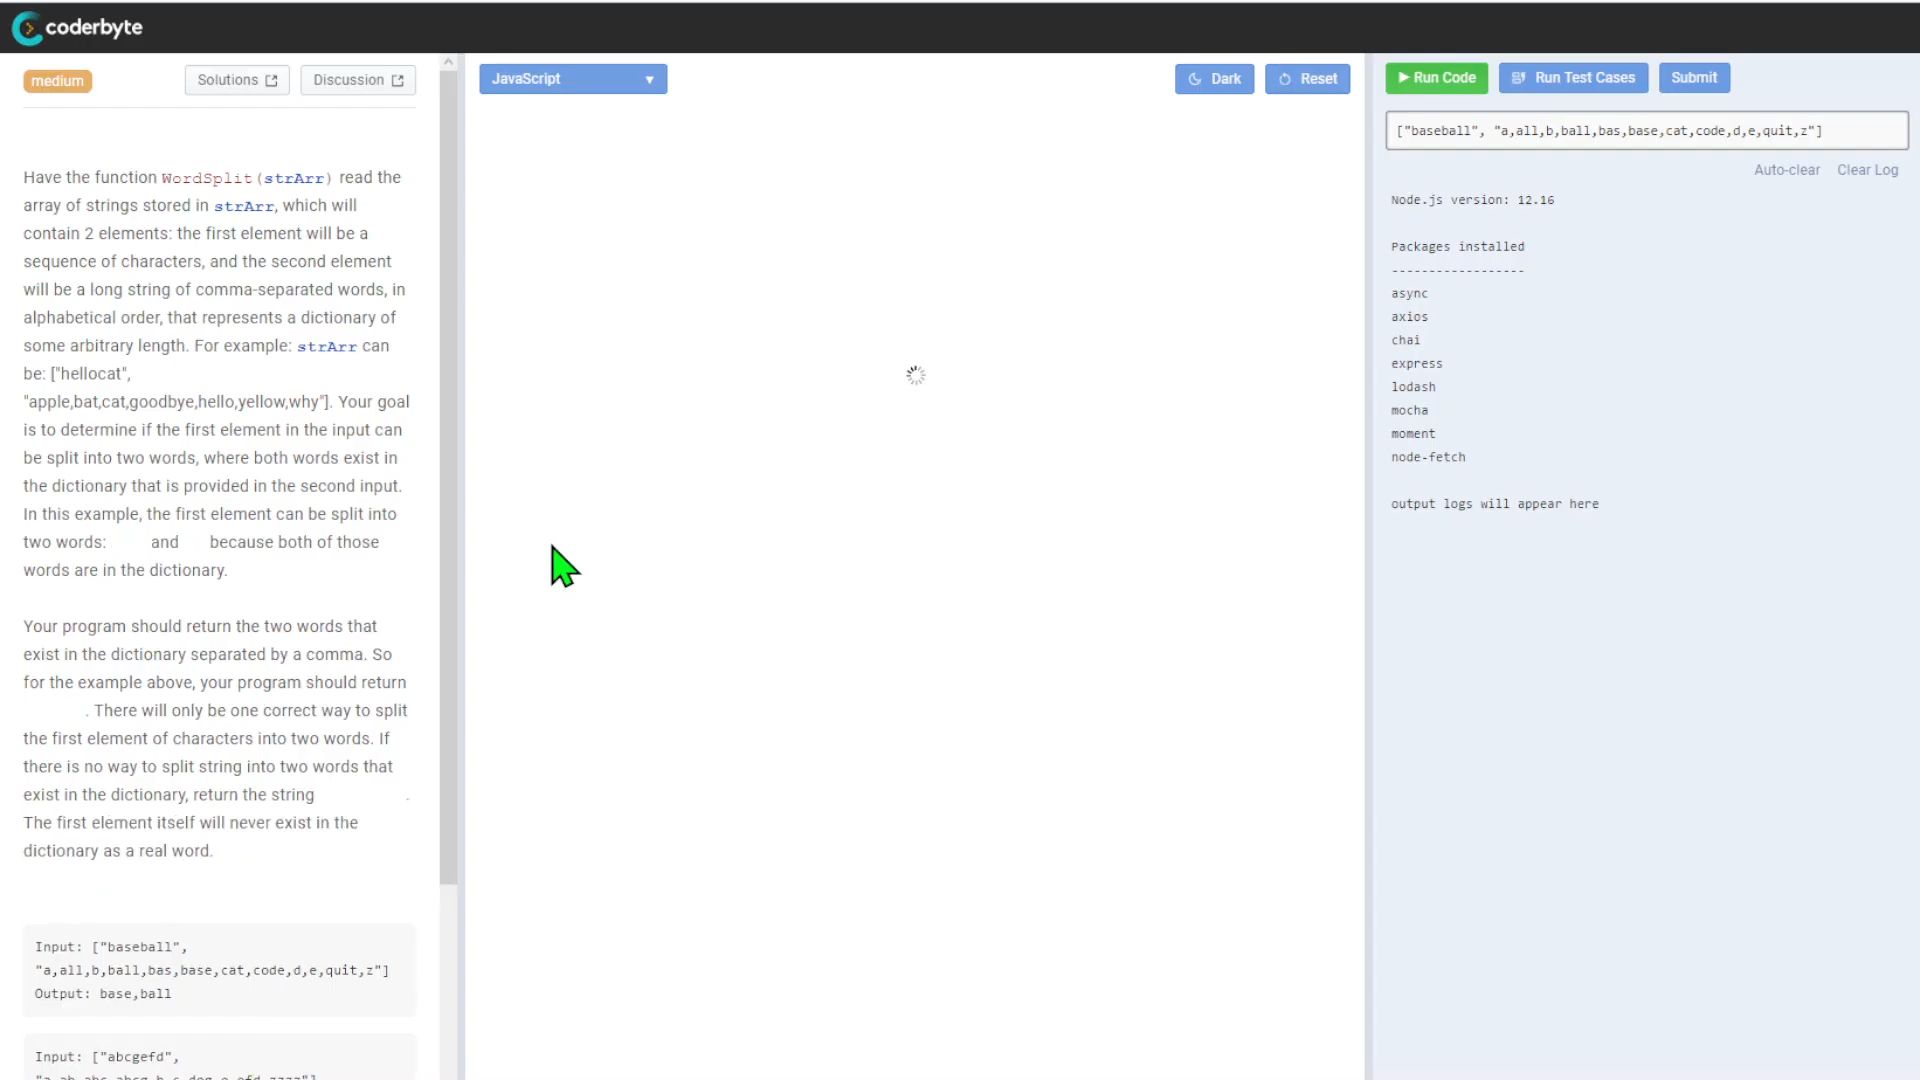 coderbyte
medium
Solutions
Discussion
Have the function WordSplit(strArr) read the
array of strings stored in strArr, which will
contain 2 elements: the first element will be a
sequence of characters, and the second element
will be a long string of comma-separated words, in
alphabetical order, that represents a dictionary of
some arbitrary length. For example: strArr can
be: ["hellocat",
"apple,bat,cat,goodbye,hello,yellow,why"]. Your goal
is to determine if the first element in the input can
be split into two words, where both words exist in
the dictionary that is provided in the second input.
In this example, the first element can be split into
two words: and because both of those
words are in the dictionary.
Your program should return the two words that
exist in the dictionary separated by a comma. So
for the example above, your program should return
. There will only be one correct way to split
the first element of characters into two words. If
there is no way to split string into two words that
exist in the dictionary, return the string .
The first element itself will never exist in the
dictionary as a real word.
Input: ["baseball",
"a,all,b,ball,bas,base,cat,code,d,e,quit,z"]
Output: base,ball
Input: ["abcgefd",
"a,ab,abc,abcg,b,c,dog,e,efd,zzzz"]
JavaScript
Dark
Reset
Run Code
Run Test Cases
Submit
["baseball", "a,all,b,ball,bas,base,cat,code,d,e,quit,z"]
Auto-clear
Clear Log
Node.js version: 12.16
Packages installed
------------------
async
axios
chai
express
lodash
mocha
moment
node-fetch
output logs will appear here